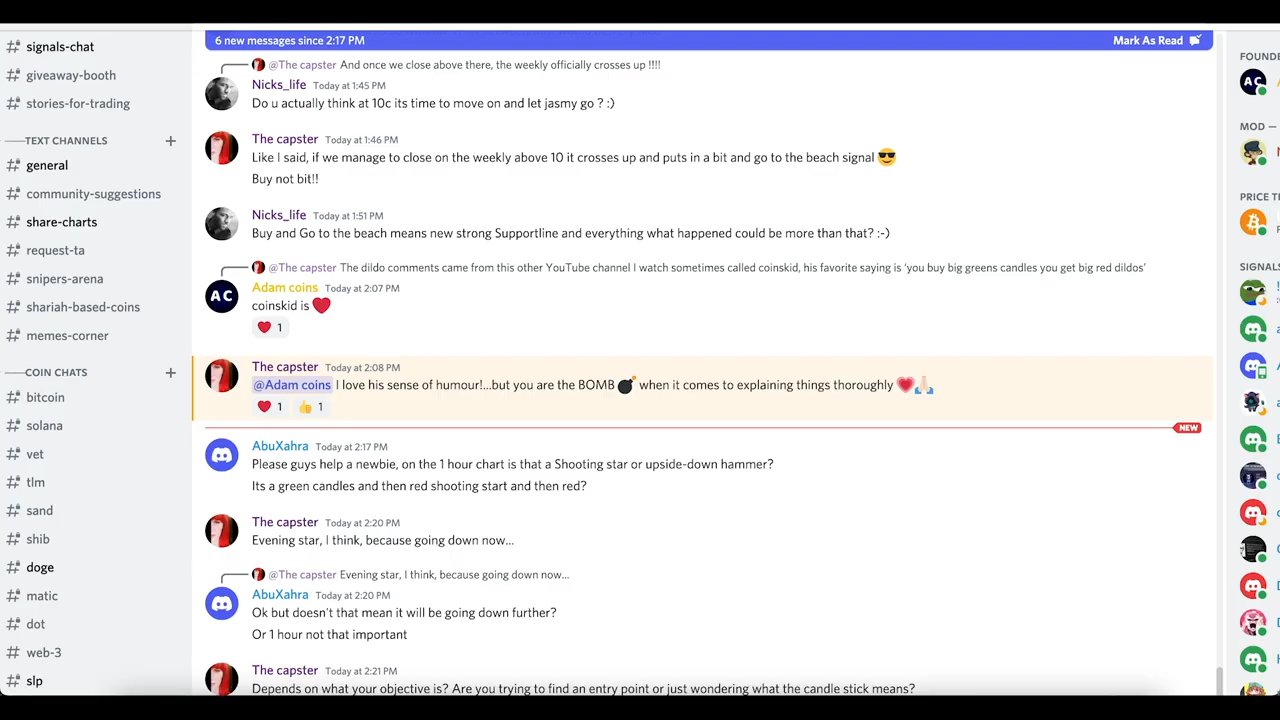 signals-chat
giveaway-booth
stories-for-trading
TEXT CHANNELS
general
community-suggestions
share-charts
request-ta
snipers-arena
shariah-based-coins
memes-corner
COIN CHATS
bitcoin
solana
vet
tlm
sand
shib
doge
matic
dot
web-3
slp
6 new messages since 2:17 PM
Mark As Read
@The capster And once we close above there, the weekly officially crosses up !!!!
Nicks_life Today at 1:45 PM
Do u actually think at 10c its time to move on and let jasmy go ? :)
The capster Today at 1:46 PM
Like I said, if we manage to close on the weekly above 10 it crosses up and puts in a bit and go to the beach signal 😎
Buy not bit!!
Nicks_life Today at 1:51 PM
Buy and Go to the beach means new strong Supportline and everything what happened could be more than that? :-)
@The capster The dildo comments came from this other YouTube channel I watch sometimes called coinskid, his favorite saying is ‘you buy big greens candles you get big red dildos’
AC
Adam coins Today at 2:07 PM
coinskid is ❤️
❤️ 1
The capster Today at 2:08 PM
@Adam coins I love his sense of humour!...but you are the BOMB 💣 when it comes to explaining things thoroughly 💗🙏🏻
❤️ 1 👍 1
NEW
AbuXahra Today at 2:17 PM
Please guys help a newbie, on the 1 hour chart is that a Shooting star or upside-down hammer?
Its a green candles and then red shooting start and then red?
The capster Today at 2:20 PM
Evening star, I think, because going down now...
@The capster Evening star, I think, because going down now...
AbuXahra Today at 2:20 PM
Ok but doesn't that mean it will be going down further?
Or 1 hour not that important
The capster Today at 2:21 PM
Depends on what your objective is? Are you trying to find an entry point or just wondering what the candle stick means?
FOUNDE
AC
MOD —
PRICE TI
SIGNALS